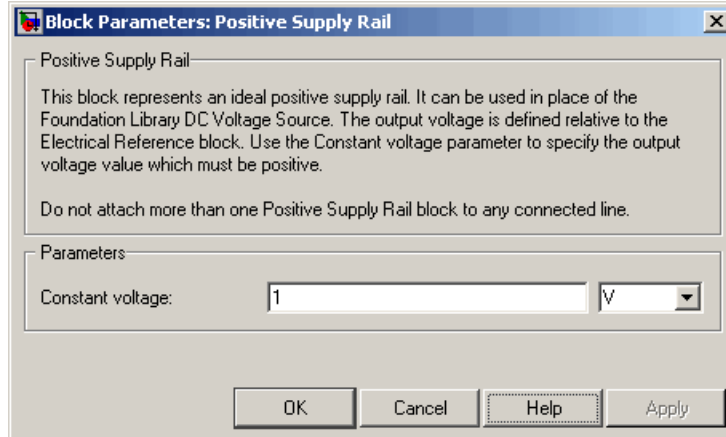 Block Parameters: Positive Supply Rail
Positive Supply Rail
This block represents an ideal positive supply rail. It can be used in place of the
Foundation Library DC Voltage Source. The output voltage is defined relative to the
Electrical Reference block. Use the Constant voltage parameter to specify the output
voltage value which must be positive.
Do not attach more than one Positive Supply Rail block to any connected line.
Parameters
Constant voltage: 1 V
OK Cancel Help Apply